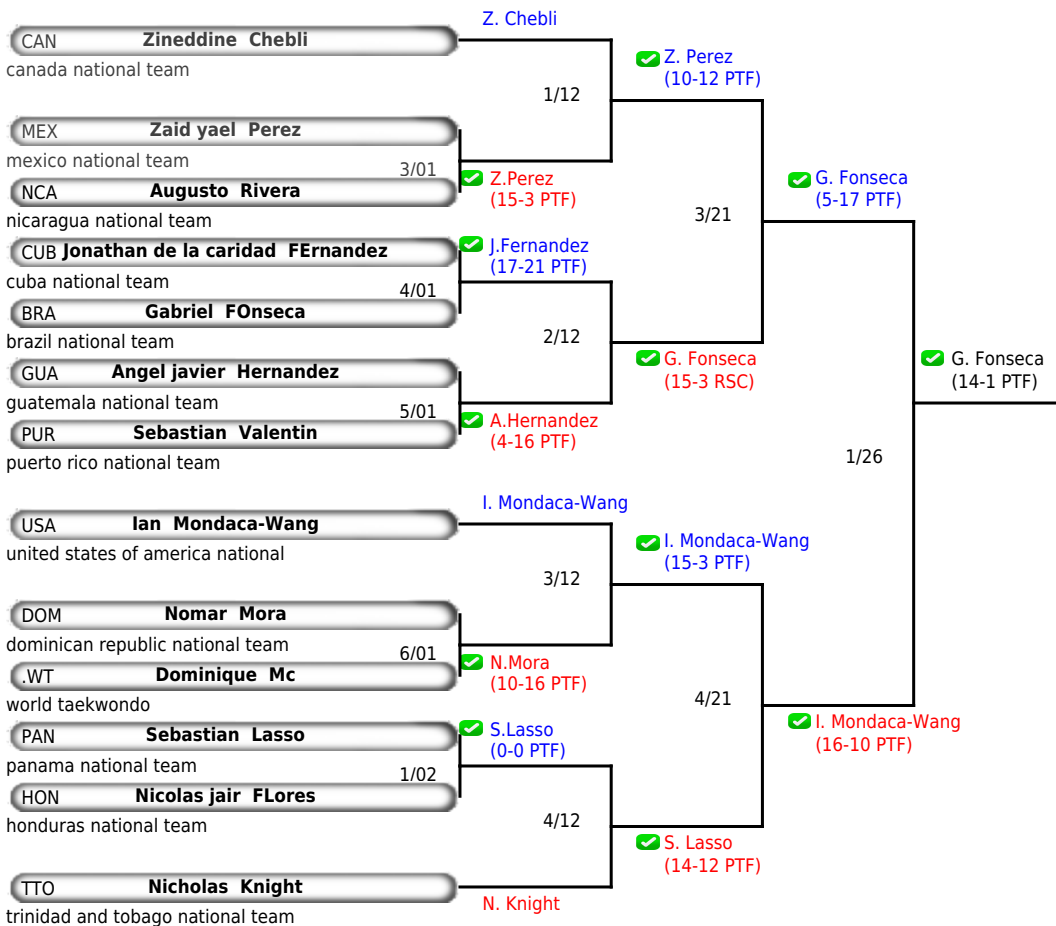 Z. Chebli
CAN Zineddine Chebli
canada national team
Z. Perez
(10-12 PTF)
1/12
MEX Zaid yael Perez
mexico national team
3/01
Z.Perez
(15-3 PTF)
NCA Augusto Rivera
nicaragua national team
G. Fonseca
(5-17 PTF)
3/21
CUB Jonathan de la caridad FErnandez
cuba national team
J.Fernandez
(17-21 PTF)
4/01
BRA Gabriel FOnseca
brazil national team
2/12
G. Fonseca
(15-3 RSC)
G. Fonseca
(14-1 PTF)
GUA Angel javier Hernandez
guatemala national team
5/01
A.Hernandez
(4-16 PTF)
PUR Sebastian Valentin
puerto rico national team
1/26
I. Mondaca-Wang
USA Ian Mondaca-Wang
united states of america national
I. Mondaca-Wang
(15-3 PTF)
3/12
DOM Nomar Mora
dominican republic national team
6/01
N.Mora
(10-16 PTF)
.WT Dominique Mc
world taekwondo
4/21
I. Mondaca-Wang
(16-10 PTF)
PAN Sebastian Lasso
panama national team
S.Lasso
(0-0 PTF)
1/02
HON Nicolas jair FLores
honduras national team
4/12
S. Lasso
(14-12 PTF)
TTO Nicholas Knight
trinidad and tobago national team
N. Knight